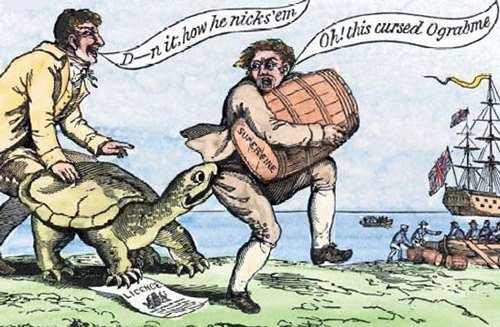 D—n it, how he nicks 'em
Oh! this cursed Ograbme
SUPERFINE
LICENCE